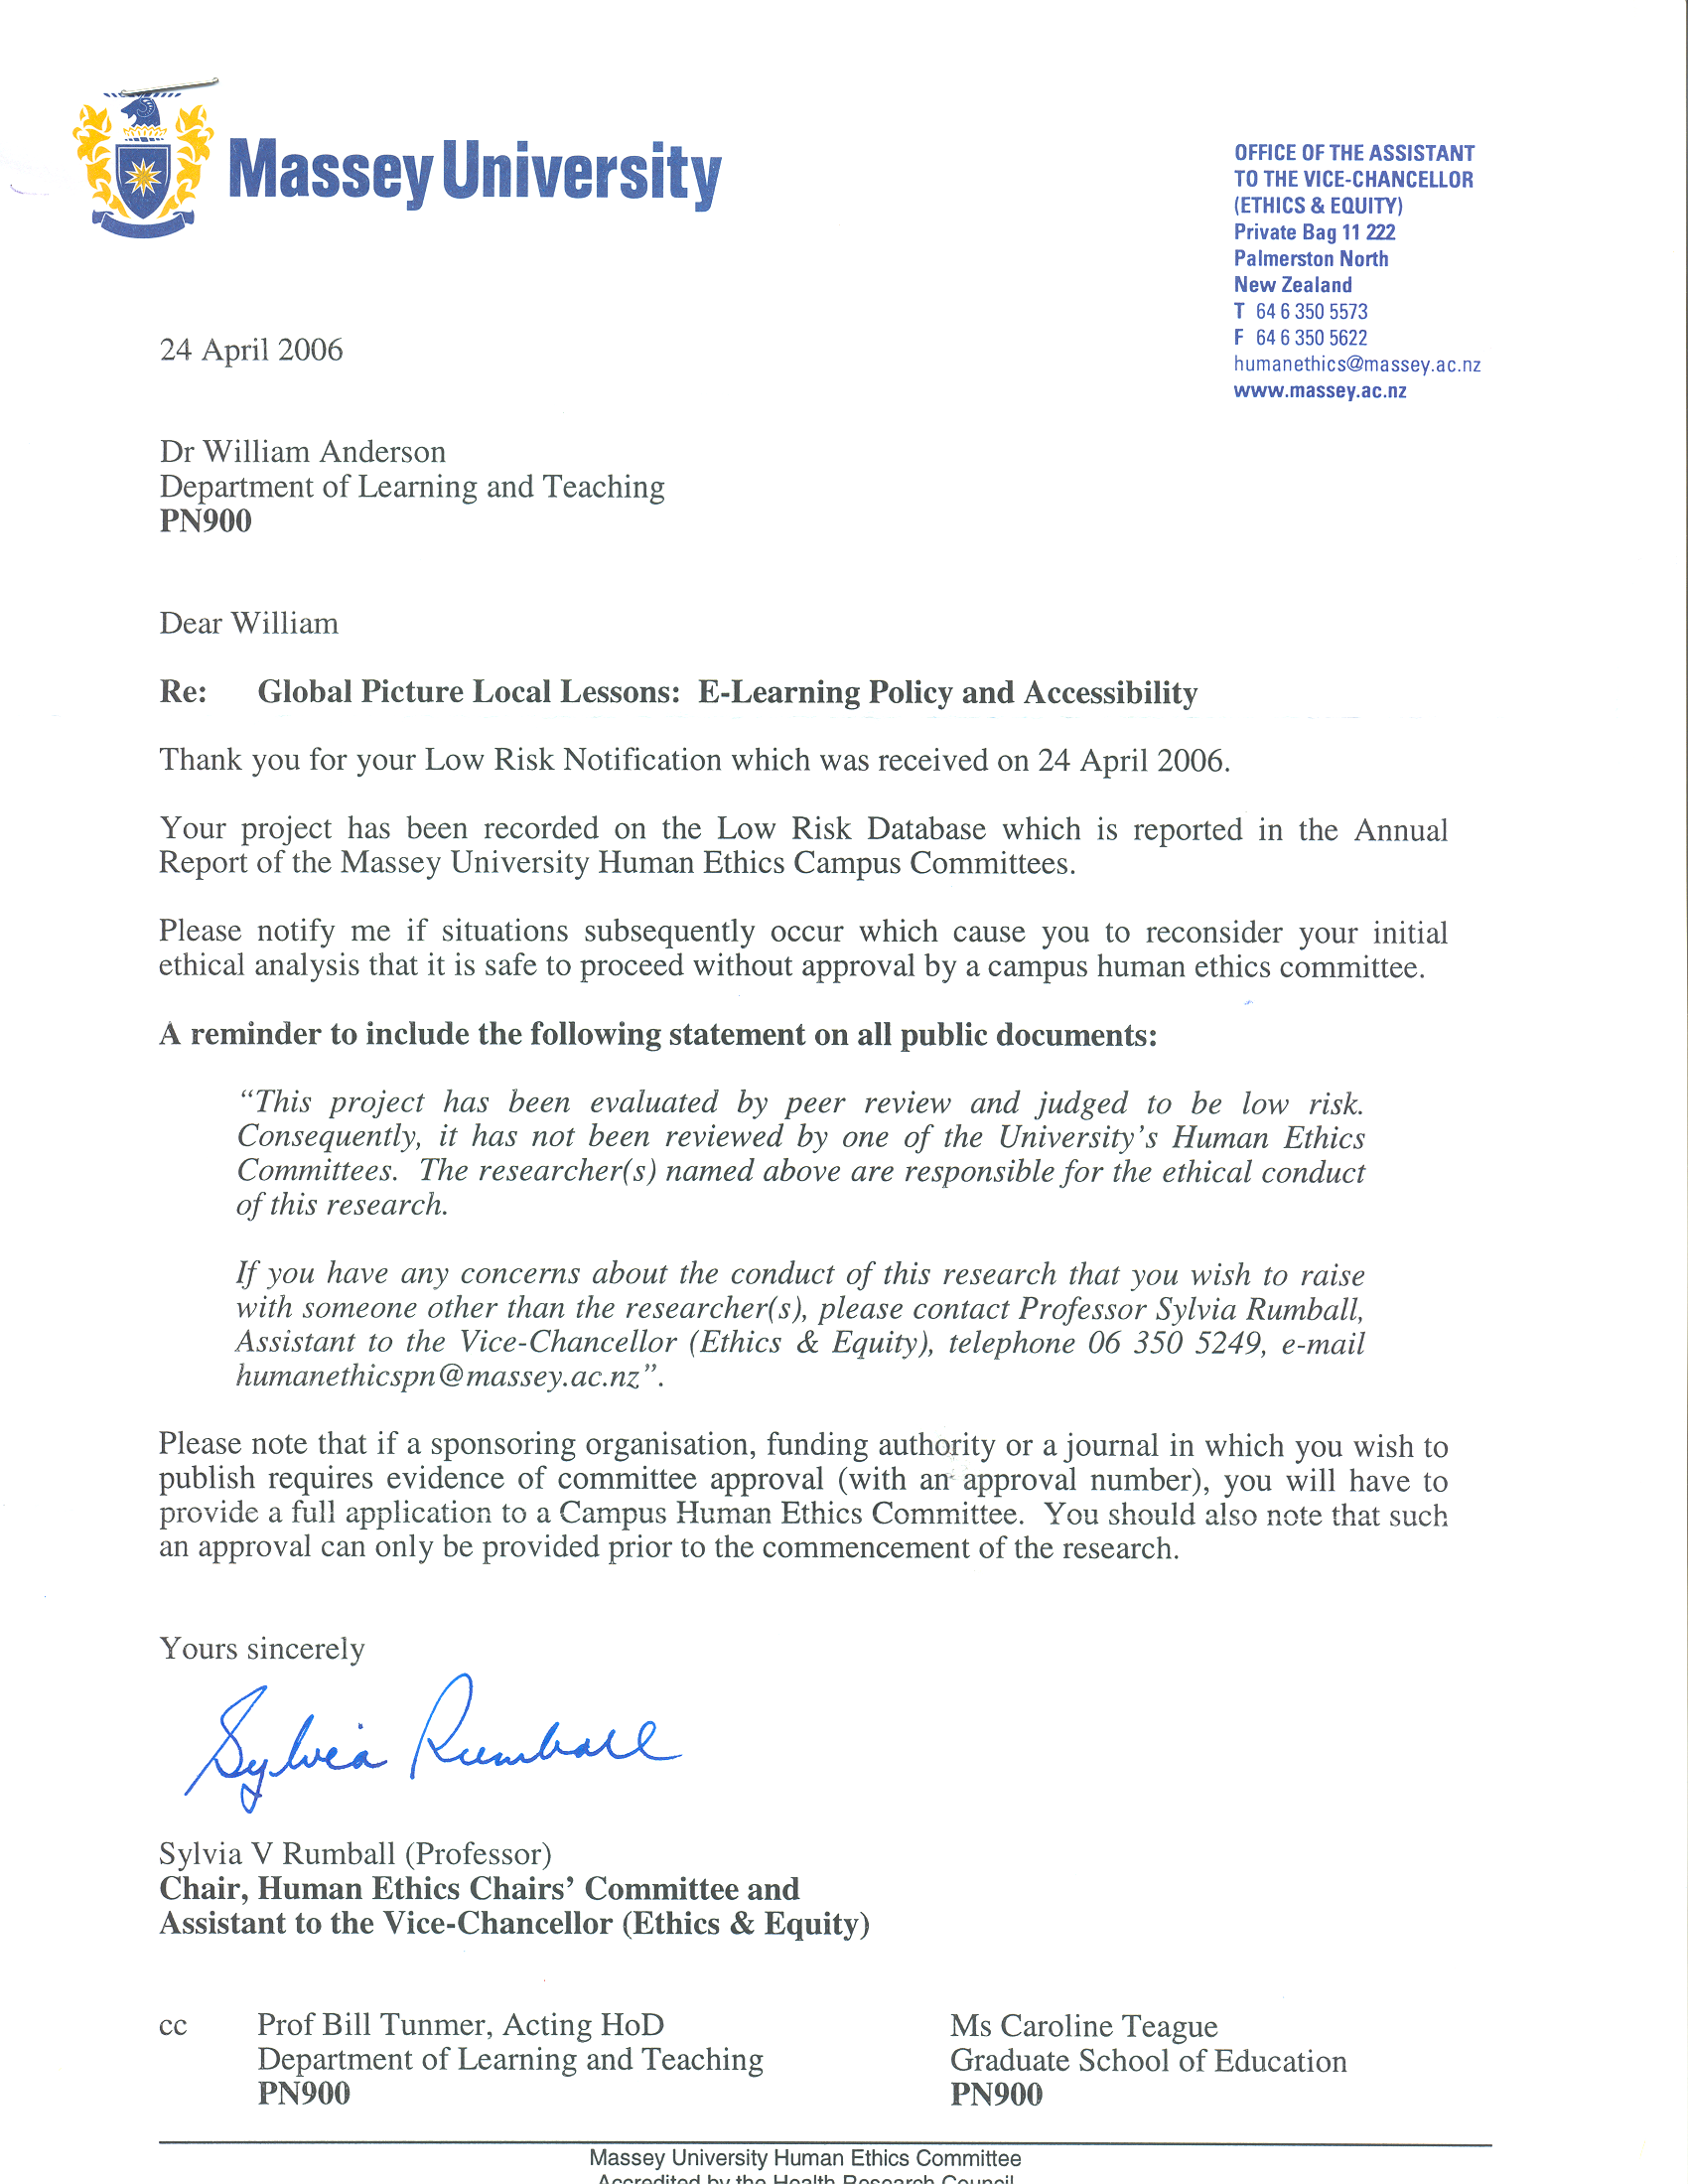 Massey University
OFFICE OF THE ASSISTANT
TO THE VICE-CHANCELLOR
(ETHICS & EQUITY)
Private Bag 11 222
Palmerston North
New Zealand
T 64 6 350 5573
F 64 6 350 5622
humanethics@massey.ac.nz
www.massey.ac.nz
24 April 2006
Dr William Anderson
Department of Learning and Teaching
PN900
Dear William
Re: Global Picture Local Lessons: E-Learning Policy and Accessibility
Thank you for your Low Risk Notification which was received on 24 April 2006.
Your project has been recorded on the Low Risk Database which is reported in the Annual
Report of the Massey University Human Ethics Campus Committees.
Please notify me if situations subsequently occur which cause you to reconsider your initial
ethical analysis that it is safe to proceed without approval by a campus human ethics committee.
A reminder to include the following statement on all public documents:
“This project has been evaluated by peer review and judged to be low risk.
Consequently, it has not been reviewed by one of the University’s Human Ethics
Committees. The researcher(s) named above are responsible for the ethical conduct
of this research.
If you have any concerns about the conduct of this research that you wish to raise
with someone other than the researcher(s), please contact Professor Sylvia Rumball,
Assistant to the Vice-Chancellor (Ethics & Equity), telephone 06 350 5249, e-mail
humanethicspn@massey.ac.nz”.
Please note that if a sponsoring organisation, funding authority or a journal in which you wish to
publish requires evidence of committee approval (with an approval number), you will have to
provide a full application to a Campus Human Ethics Committee. You should also note that such
an approval can only be provided prior to the commencement of the research.
Yours sincerely
Sylvia Rumball
Sylvia V Rumball (Professor)
Chair, Human Ethics Chairs’ Committee and
Assistant to the Vice-Chancellor (Ethics & Equity)
cc Prof Bill Tunmer, Acting HoD
Department of Learning and Teaching
PN900
Ms Caroline Teague
Graduate School of Education
PN900
Massey University Human Ethics Committee
Accredited by the Health Research Council